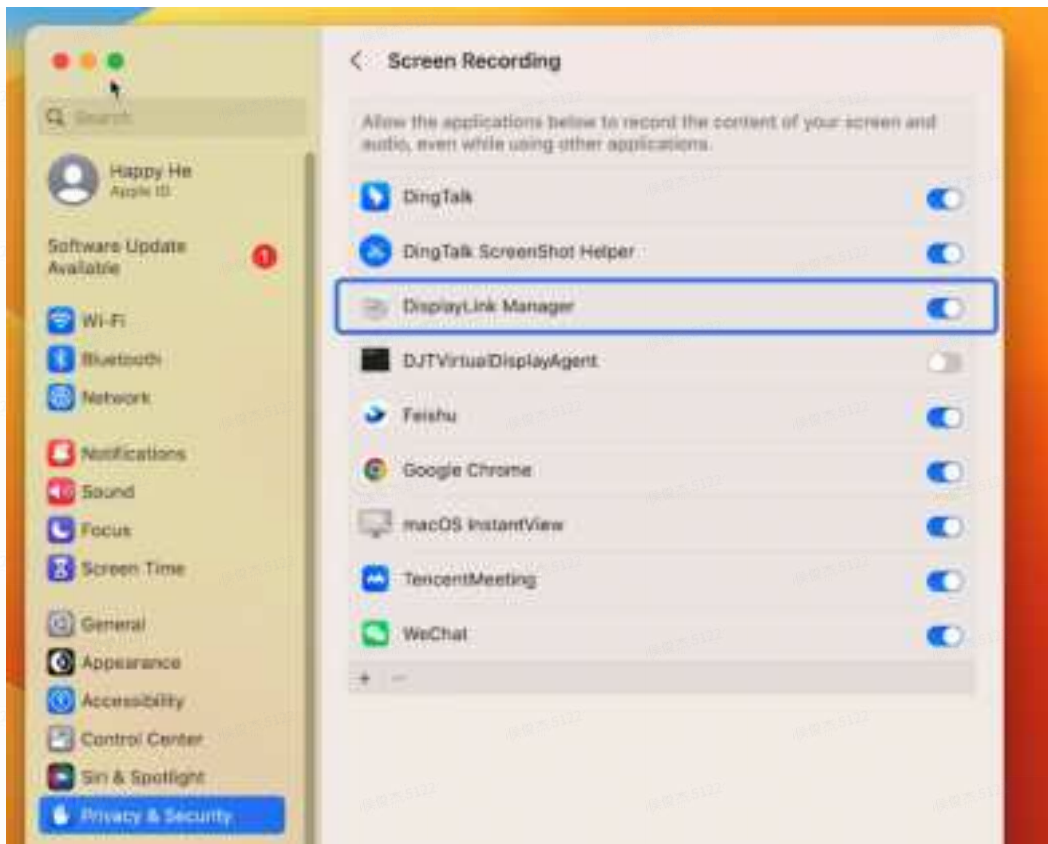 Screen Recording
Search
Allow the applications below to record the content of your screen and
audio, even while using other applications.
Happy He
Apple ID
Software Update
Available
1
Wi-Fi
Bluetooth
Network
Notifications
Sound
Focus
Screen Time
General
Appearance
Accessibility
Control Center
Siri & Spotlight
Privacy & Security
DingTalk
DingTalk ScreenShot Helper
DisplayLink Manager
DJTVirtualDisplayAgent
Feishu
Google Chrome
macOS InstantView
TencentMeeting
WeChat